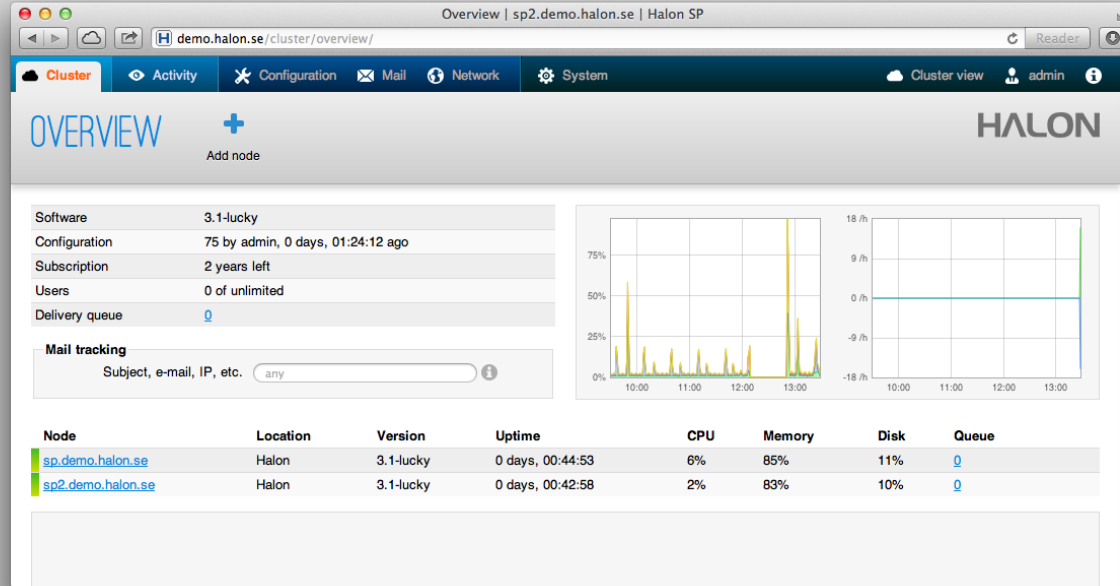 Overview | sp2.demo.halon.se | Halon SP
H demo.halon.se/cluster/overview/ Reader
Cluster Activity Configuration Mail Network System Cluster view admin
OVERVIEW
Add node
HALON
Software 3.1-lucky
Configuration 75 by admin, 0 days, 01:24:12 ago
Subscription 2 years left
Users 0 of unlimited
Delivery queue 0
Mail tracking
Subject, e-mail, IP, etc. any
75%
50%
25%
0%
10:00 11:00 12:00 13:00
18 /h
9 /h
0 /h
-9 /h
-18 /h
10:00 11:00 12:00 13:00
Node Location Version Uptime CPU Memory Disk Queue
sp.demo.halon.se Halon 3.1-lucky 0 days, 00:44:53 6% 85% 11% 0
sp2.demo.halon.se Halon 3.1-lucky 0 days, 00:42:58 2% 83% 10% 0